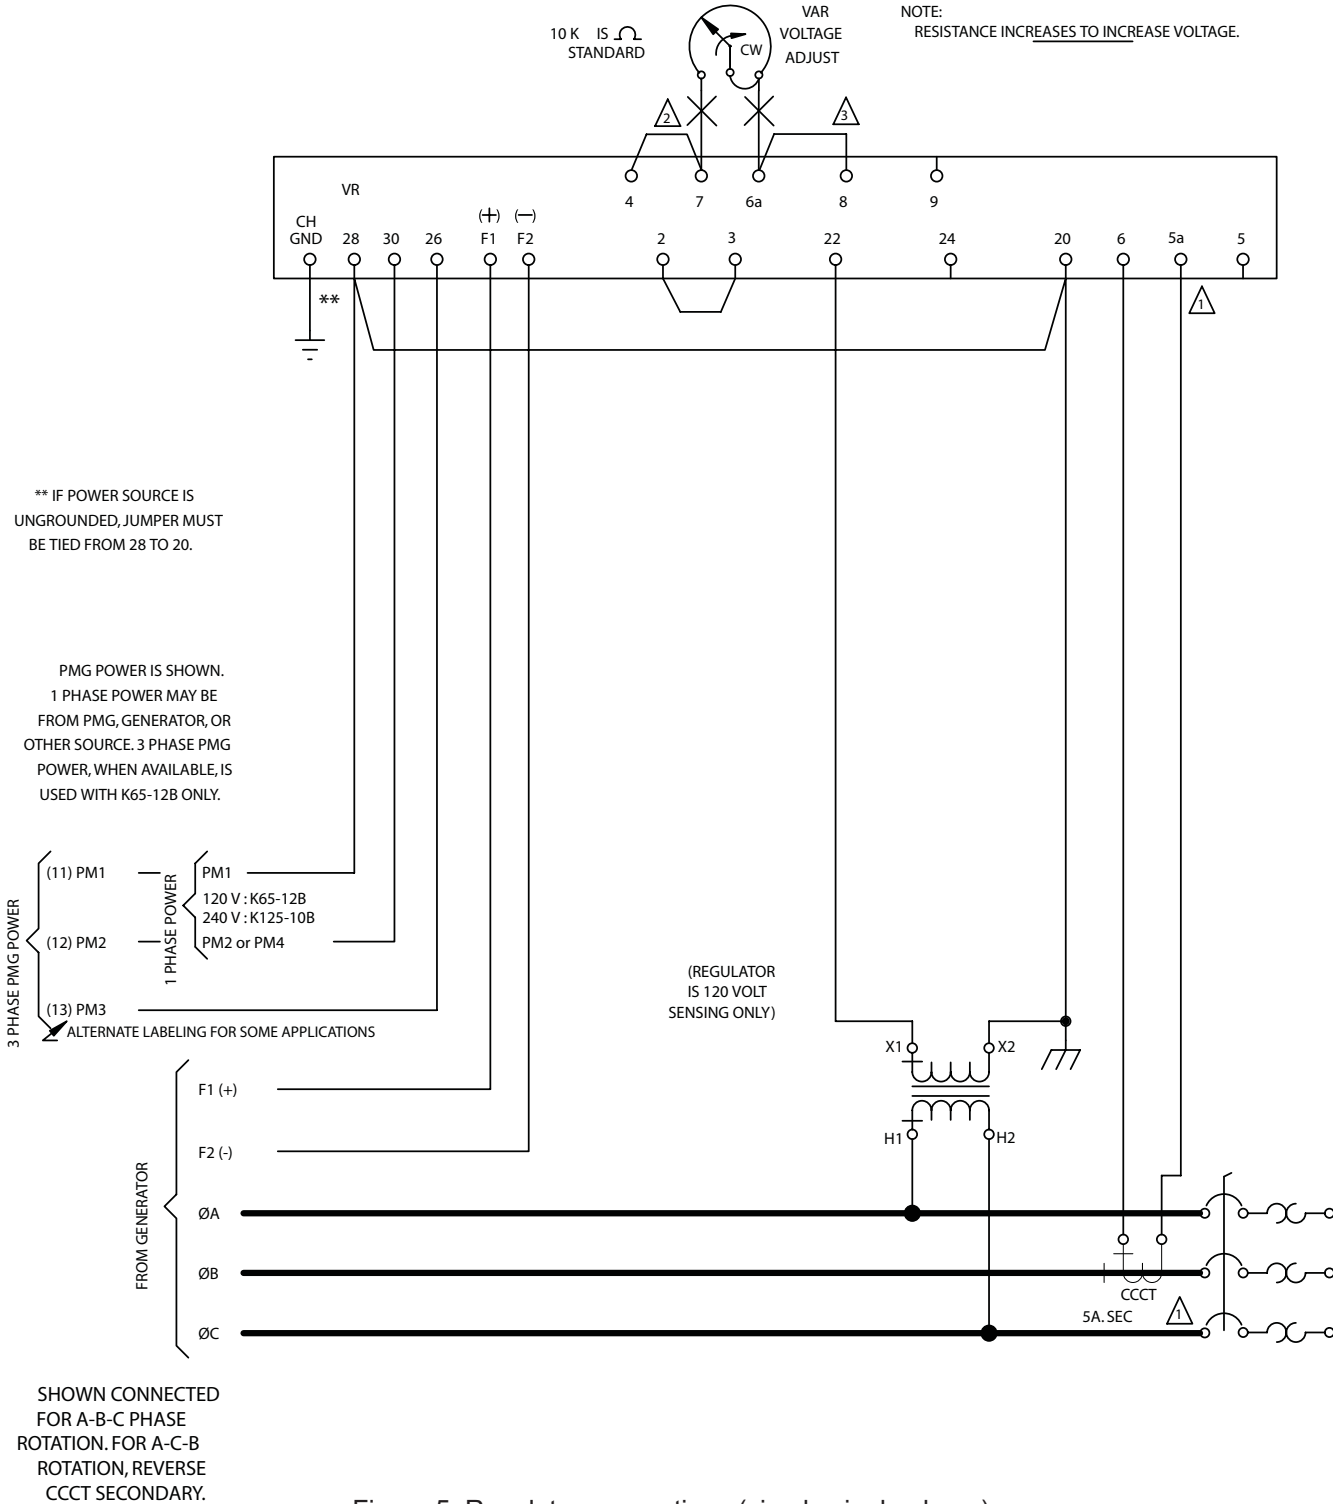 10 K IS Ω
STANDARD
VAR
VOLTAGE
ADJUST
CW
NOTE:
RESISTANCE INCREASES TO INCREASE VOLTAGE.
2
3
VR
4
7
6a
8
9
CH
GND
28
30
26
(+)
F1
(—)
F2
2
3
22
24
20
6
5a
5
**
1
** IF POWER SOURCE IS
UNGROUNDED, JUMPER MUST
BE TIED FROM 28 TO 20.
PMG POWER IS SHOWN.
1 PHASE POWER MAY BE
FROM PMG, GENERATOR, OR
OTHER SOURCE. 3 PHASE PMG
POWER, WHEN AVAILABLE, IS
USED WITH K65-12B ONLY.
3 PHASE PMG POWER
(11) PM1
(12) PM2
(13) PM3
1 PHASE POWER
PM1
120 V : K65-12B
240 V : K125-10B
PM2 or PM4
ALTERNATE LABELING FOR SOME APPLICATIONS
(REGULATOR
IS 120 VOLT
SENSING ONLY)
X1
X2
H1
H2
FROM GENERATOR
F1 (+)
F2 (-)
ØA
ØB
ØC
CCCT
5A. SEC
1
SHOWN CONNECTED
FOR A-B-C PHASE
ROTATION. FOR A-C-B
ROTATION, REVERSE
CCCT SECONDARY.